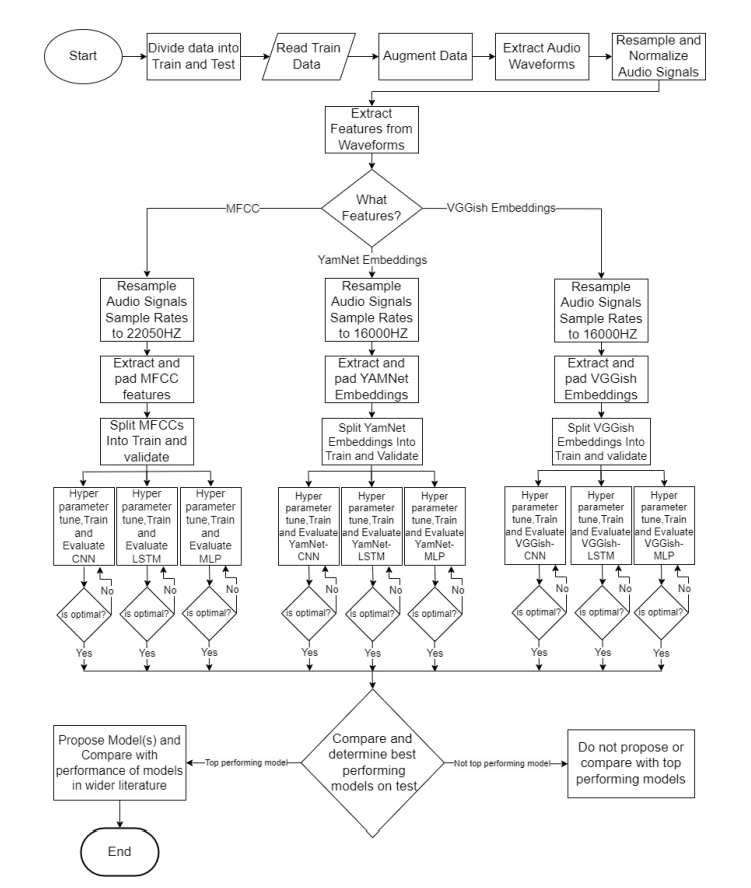 Start
Divide data into
Train and Test
Read Train
Data
Augment Data
Extract Audio
Waveforms
Resample and
Normalize
Audio Signals
Extract
Features from
Waveforms
What
Features?
MFCC
VGGish Embeddings
YamNet Embeddings
Resample
Audio Signals
Sample Rates
to 22050HZ
Resample
Audio Signals
Sample Rates
to 16000HZ
Resample
Audio Signals
Sample Rates
to 16000HZ
Extract and
pad MFCC
features
Extract and
pad YAMNet
Embeddings
Extract and
pad VGGish
Embeddings
Split MFCCs
Into Train and
validate
Split YamNet
Embeddings Into
Train and Validate
Split VGGish
Embeddings Into
Train and validate
Hyper
parameter
tune,Train
and
Evaluate
CNN
Hyper
parameter
tune,Train
and
Evaluate
LSTM
Hyper
parameter
tune,Train
and
Evaluate
MLP
Hyper
parameter
tune,Train
and Evaluate
YamNet-
CNN
Hyper
parameter
tune,Train
and Evaluate
YamNet-
LSTM
Hyper
parameter
tune,Train
and Evaluate
YamNet-
MLP
Hyper
parameter
tune,Train
and Evaluate
VGGish-
CNN
Hyper
parameter
tune,Train
and Evaluate
VGGish-
LSTM
Hyper
parameter
tune,Train
and Evaluate
VGGish-
MLP
No
No
No
No
No
No
No
No
No
is optimal?
is optimal?
is optimal?
is optimal?
is optimal?
is optimal?
is optimal?
is optimal?
is optimal?
Yes
Yes
Yes
Yes
Yes
Yes
Yes
Yes
Yes
Compare and
determine best
performing
models on test
Top performing model
Not top performing model
Propose Model(s) and
Compare with
performance of models
in wider literature
Do not propose or
compare with top
performing models
End